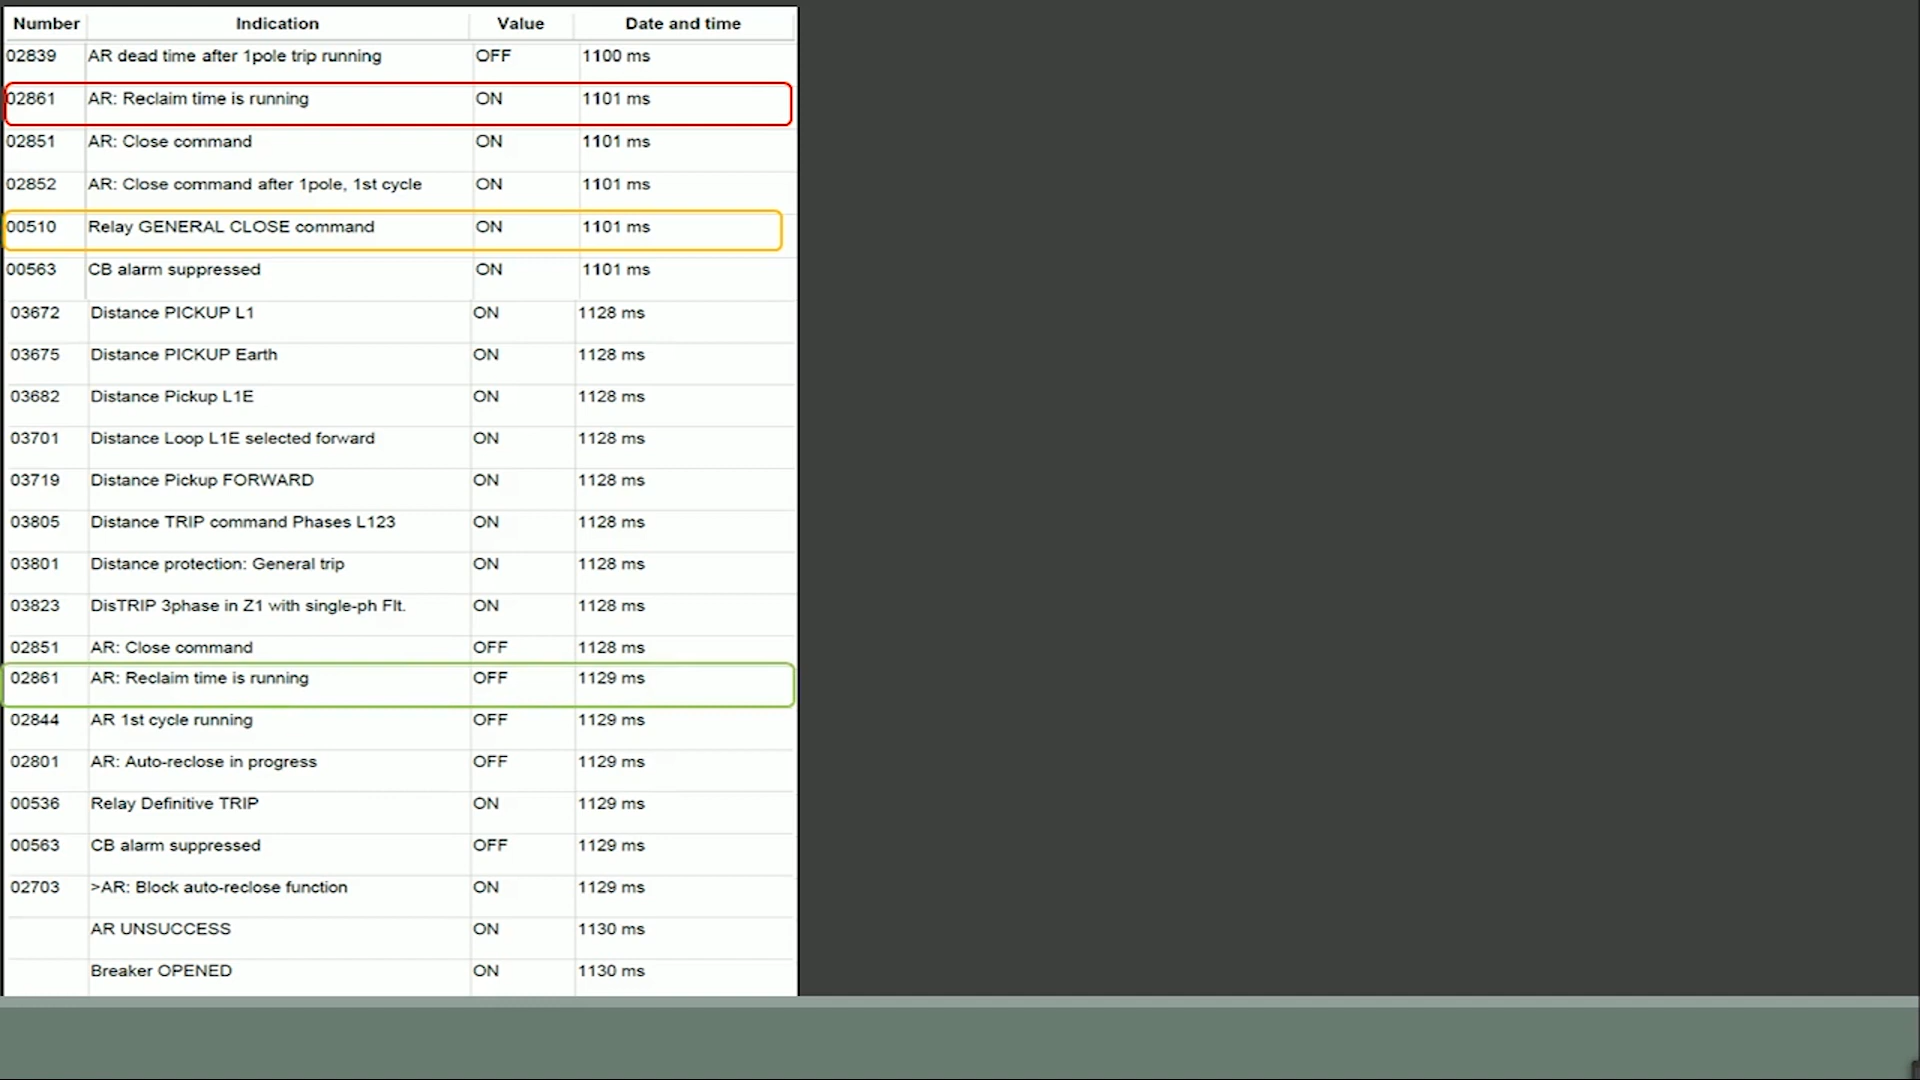 Number Indication Value Date and time
02839 AR dead time after 1pole trip running OFF 1100 ms
02861 AR: Reclaim time is running ON 1101 ms
02851 AR: Close command ON 1101 ms
02852 AR: Close command after 1pole, 1st cycle ON 1101 ms
00510 Relay GENERAL CLOSE command ON 1101 ms
00563 CB alarm suppressed ON 1101 ms
03672 Distance PICKUP L1 ON 1128 ms
03675 Distance PICKUP Earth ON 1128 ms
03682 Distance Pickup L1E ON 1128 ms
03701 Distance Loop L1E selected forward ON 1128 ms
03719 Distance Pickup FORWARD ON 1128 ms
03805 Distance TRIP command Phases L123 ON 1128 ms
03801 Distance protection: General trip ON 1128 ms
03823 DisTRIP 3phase in Z1 with single-ph Flt. ON 1128 ms
02851 AR: Close command OFF 1128 ms
02861 AR: Reclaim time is running OFF 1129 ms
02844 AR 1st cycle running OFF 1129 ms
02801 AR: Auto-reclose in progress OFF 1129 ms
00536 Relay Definitive TRIP ON 1129 ms
00563 CB alarm suppressed OFF 1129 ms
02703 >AR: Block auto-reclose function ON 1129 ms
AR UNSUCCESS ON 1130 ms
Breaker OPENED ON 1130 ms